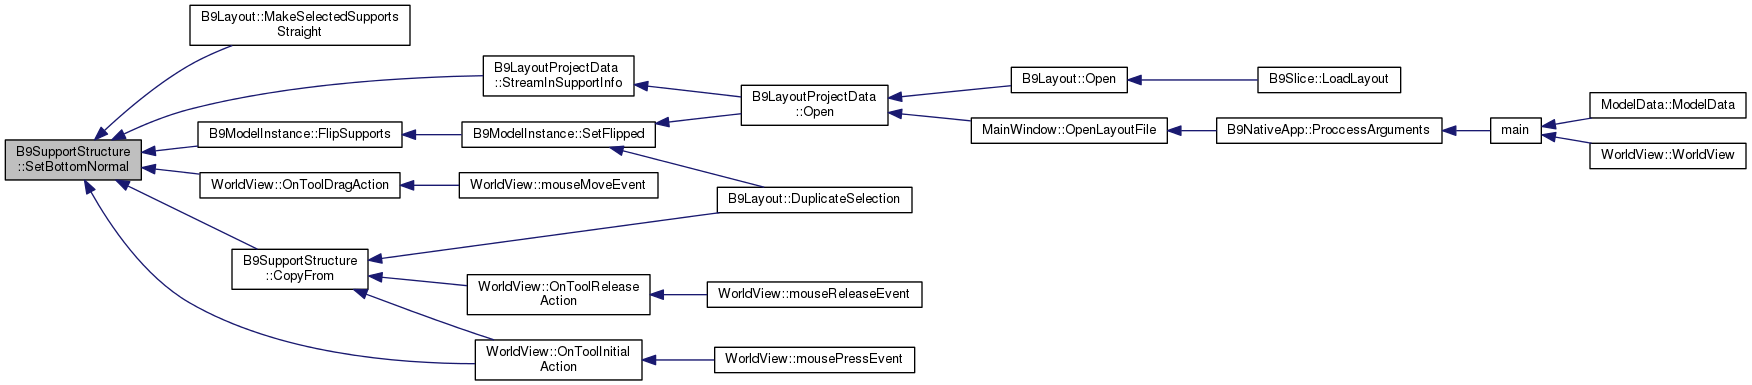 B9Layout::MakeSelectedSupports
Straight
B9LayoutProjectData
::StreamInSupportInfo
B9Layout::Open
B9Slice::LoadLayout
B9LayoutProjectData
::Open
ModelData::ModelData
B9SupportStructure
::SetBottomNormal
B9ModelInstance::FlipSupports
B9ModelInstance::SetFlipped
MainWindow::OpenLayoutFile
B9NativeApp::ProccessArguments
main
WorldView::WorldView
WorldView::OnToolDragAction
WorldView::mouseMoveEvent
B9Layout::DuplicateSelection
B9SupportStructure
::CopyFrom
WorldView::OnToolRelease
Action
WorldView::mouseReleaseEvent
WorldView::OnToolInitial
Action
WorldView::mousePressEvent